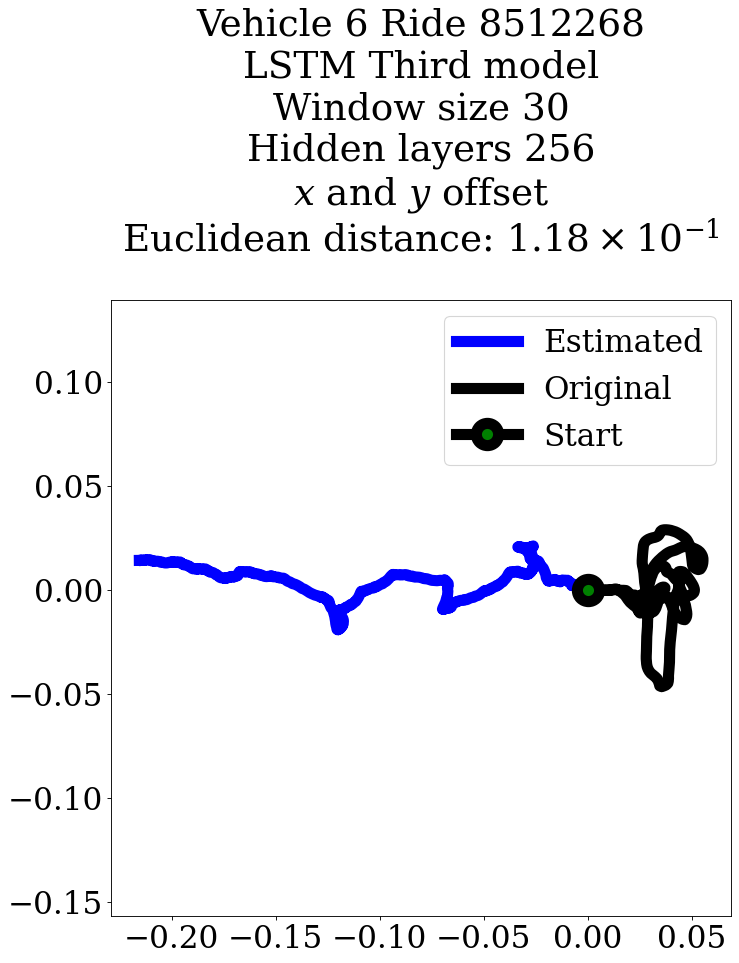 Vehicle 6 Ride 8512268
LSTM Third model
Window size 30
Hidden layers 256
x and y offset
Euclidean distance: 1.18 × 10⁻¹
Estimated
Original
Start
0.10
0.05
0.00
−0.05
−0.10
−0.15
−0.20 −0.15 −0.10 −0.05 0.00 0.05